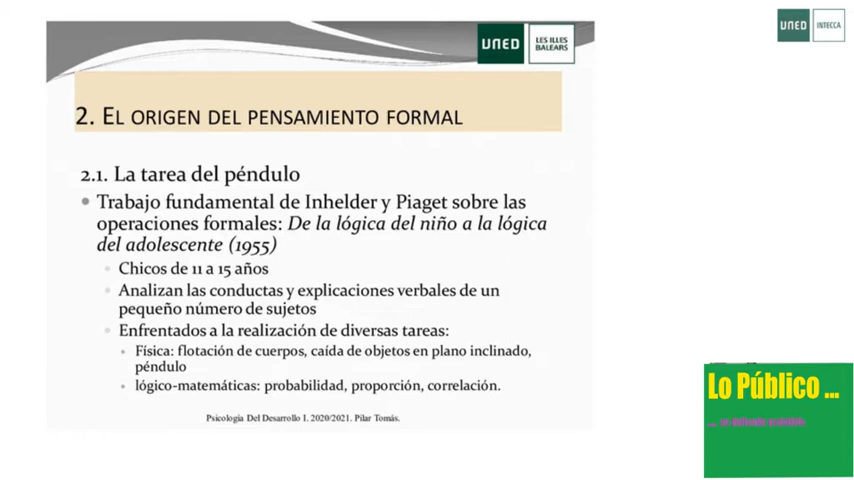 UNED
LES ILLES
BALEARS
UNED
INTECCA
2. EL ORIGEN DEL PENSAMIENTO FORMAL
2.1. La tarea del péndulo
Trabajo fundamental de Inhelder y Piaget sobre las
operaciones formales: De la lógica del niño a la lógica
del adolescente (1955)
Chicos de 11 a 15 años
Analizan las conductas y explicaciones verbales de un
pequeño número de sujetos
Enfrentados a la realización de diversas tareas:
Física: flotación de cuerpos, caída de objetos en plano inclinado,
péndulo
lógico-matemáticas: probabilidad, proporción, correlación.
Psicología Del Desarrollo I. 2020/2021. Pilar Tomás.
Lo Público ...